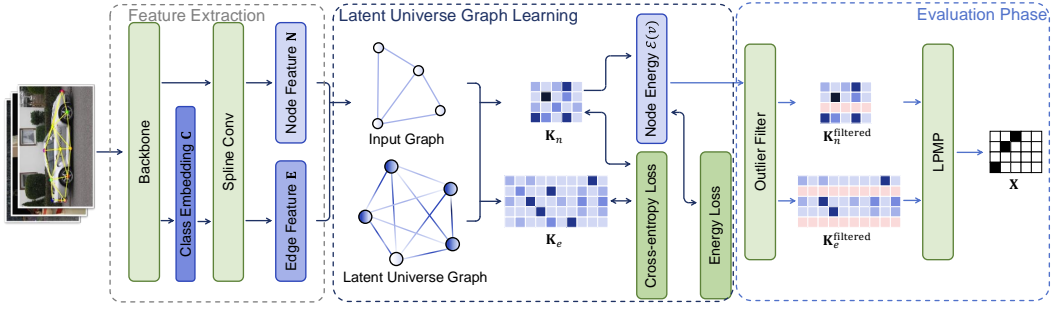 Feature Extraction
Latent Universe Graph Learning
Evaluation Phase
Backbone
Class Embedding C
Spline Conv
Node Feature N
Edge Feature E
Input Graph
Latent Universe Graph
K_n
K_e
Node Energy ℰ(v)
Cross-entropy Loss
Energy Loss
Outlier Filter
K_n^filtered
K_e^filtered
LPMP
X